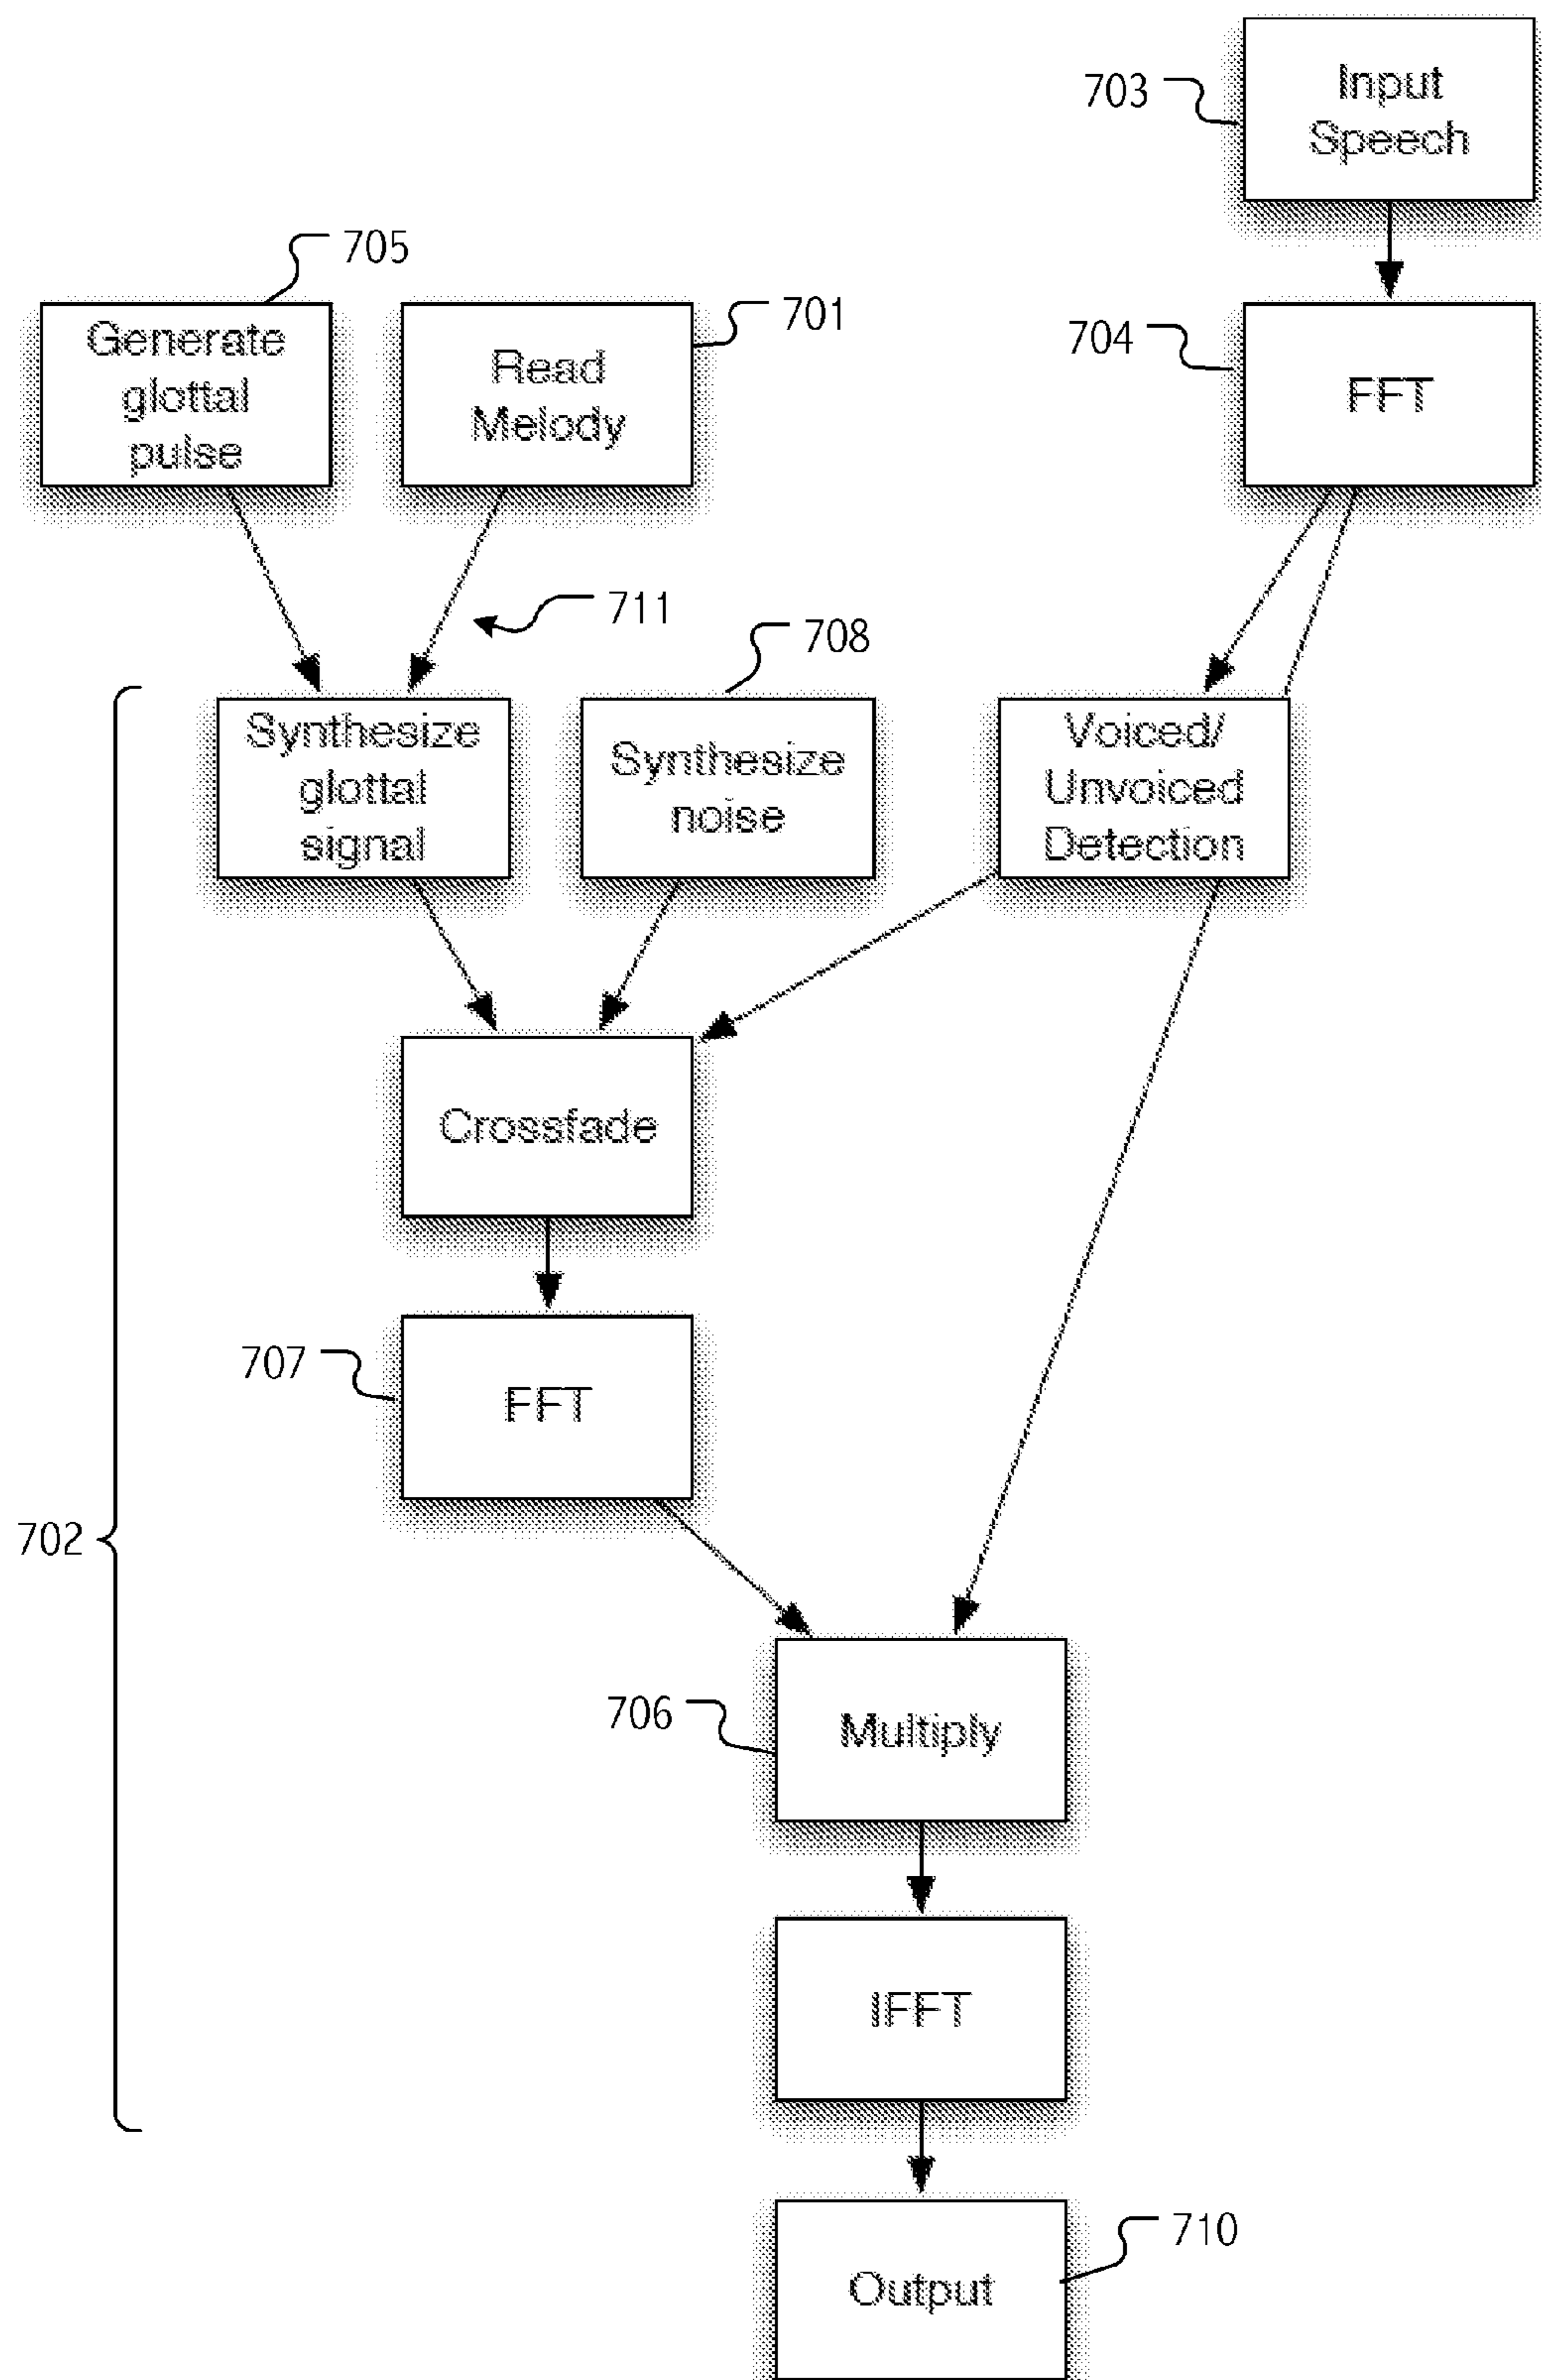 703
Input
Speech
705
701
704
Generate
glottal
pulse
Read
Melody
FFT
711
708
Synthesize
glottal
signal
Synthesize
noise
Voiced/
Unvoiced
Detection
Crossfade
707
FFT
702
706
Multiply
IFFT
710
Output